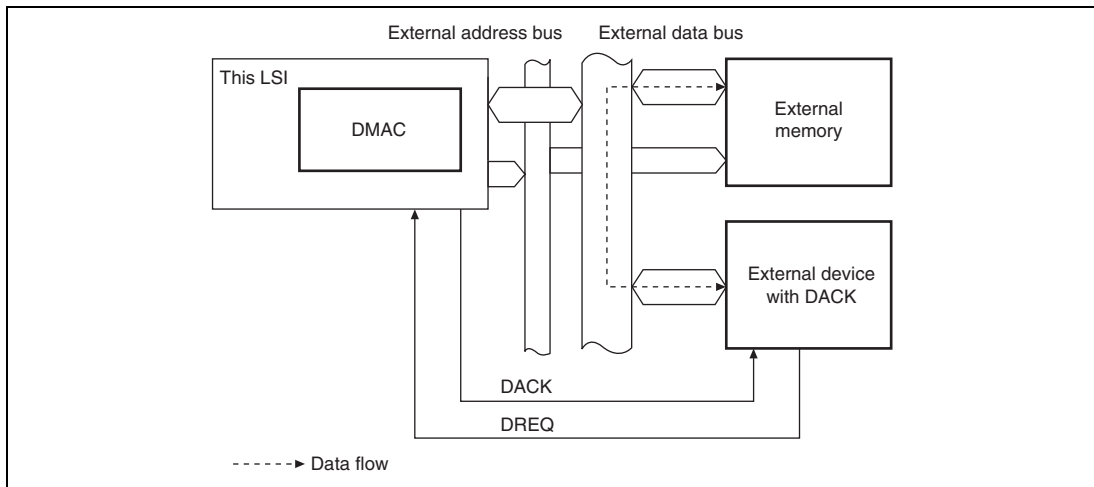 External address bus
External data bus
This LSI
DMAC
External
memory
External device
with DACK
DACK
DREQ
Data flow